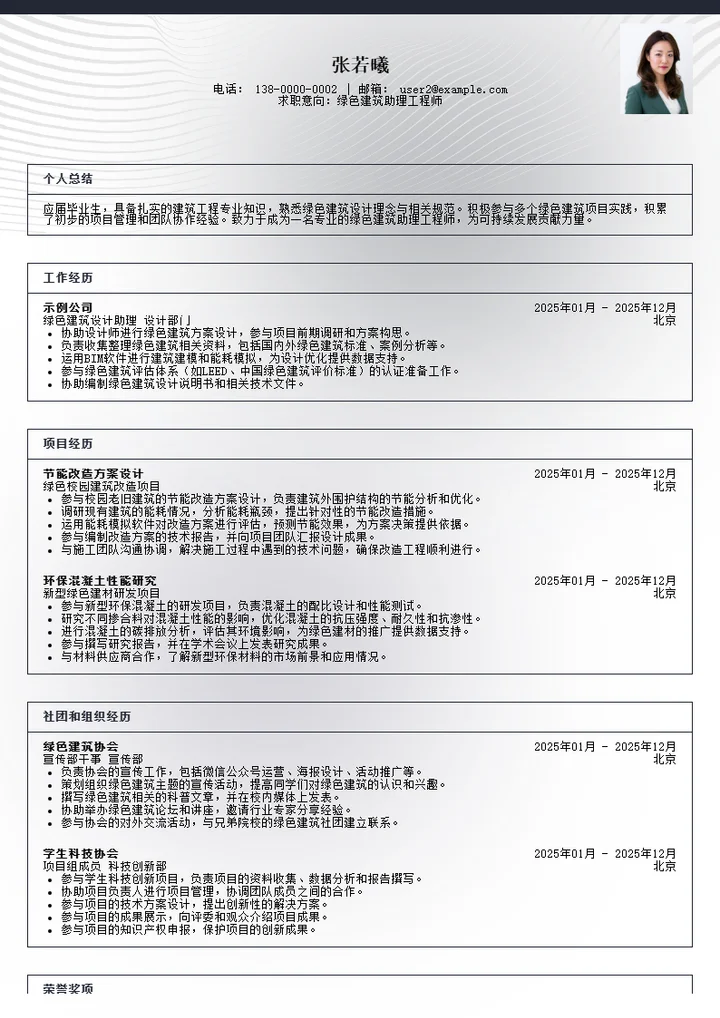 张若曦
电话： 138-0000-0002 | 邮箱： user2@example.com
求职意向：绿色建筑助理工程师
个人总结
应届毕业生，具备扎实的建筑工程专业知识，熟悉绿色建筑设计理念与相关规范。积极参与多个绿色建筑项目实践，积累
了初步的项目管理和团队协作经验。致力于成为一名专业的绿色建筑助理工程师，为可持续发展贡献力量。
工作经历
示例公司 2025年01月 - 2025年12月
绿色建筑设计助理 设计部门 北京
• 协助设计师进行绿色建筑方案设计，参与项目前期调研和方案构思。
• 负责收集整理绿色建筑相关资料，包括国内外绿色建筑标准、案例分析等。
• 运用BIM软件进行建筑建模和能耗模拟，为设计优化提供数据支持。
• 参与绿色建筑评估体系（如LEED、中国绿色建筑评价标准）的认证准备工作。
• 协助编制绿色建筑设计说明书和相关技术文件。
项目经历
节能改造方案设计 2025年01月 - 2025年12月
绿色校园建筑改造项目 北京
• 参与校园老旧建筑的节能改造方案设计，负责建筑外围护结构的节能分析和优化。
• 调研现有建筑的能耗情况，分析能耗瓶颈，提出针对性的节能改造措施。
• 运用能耗模拟软件对改造方案进行评估，预测节能效果，为方案决策提供依据。
• 参与编制改造方案的技术报告，并向项目团队汇报设计成果。
• 与施工团队沟通协调，解决施工过程中遇到的技术问题，确保改造工程顺利进行。
环保混凝土性能研究 2025年01月 - 2025年12月
新型绿色建材研发项目 北京
• 参与新型环保混凝土的研发项目，负责混凝土的配比设计和性能测试。
• 研究不同掺合料对混凝土性能的影响，优化混凝土的抗压强度、耐久性和抗渗性。
• 进行混凝土的碳排放分析，评估其环境影响，为绿色建材的推广提供数据支持。
• 参与撰写研究报告，并在学术会议上发表研究成果。
• 与材料供应商合作，了解新型环保材料的市场前景和应用情况。
社团和组织经历
绿色建筑协会 2025年01月 - 2025年12月
宣传部干事 宣传部 北京
• 负责协会的宣传工作，包括微信公众号运营、海报设计、活动推广等。
• 策划组织绿色建筑主题的宣传活动，提高同学们对绿色建筑的认识和兴趣。
• 撰写绿色建筑相关的科普文章，并在校内媒体上发表。
• 协助举办绿色建筑论坛和讲座，邀请行业专家分享经验。
• 参与协会的对外交流活动，与兄弟院校的绿色建筑社团建立联系。
学生科技协会 2025年01月 - 2025年12月
项目组成员 科技创新部 北京
• 参与学生科技创新项目，负责项目的资料收集、数据分析和报告撰写。
• 协助项目负责人进行项目管理，协调团队成员之间的合作。
• 参与项目的技术方案设计，提出创新性的解决方案。
• 参与项目的成果展示，向评委和观众介绍项目成果。
• 参与项目的知识产权申报，保护项目的创新成果。
荣誉奖项